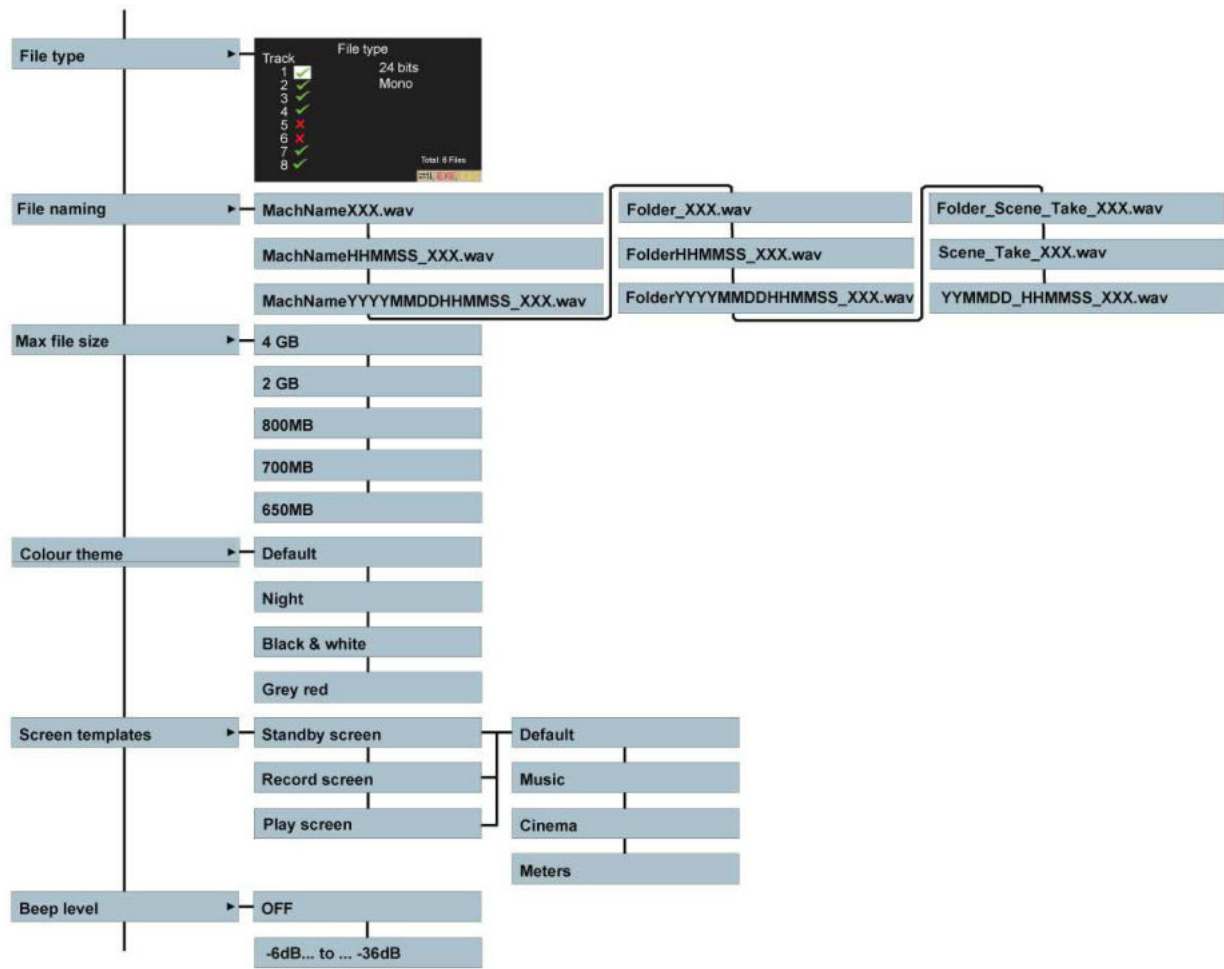 File type
File type
Track
24 bits
1
Mono
2
3
4
5
6
7
8
Total: 6 Files
File naming
MachNameXXX.wav
Folder_XXX.wav
Folder_Scene_Take_XXX.wav
MachNameHHMMSS_XXX.wav
FolderHHMMSS_XXX.wav
Scene_Take_XXX.wav
MachNameYYYYMMDDHHMMSS_XXX.wav
FolderYYYYMMDDHHMMSS_XXX.wav
YYMMDD_HHMMSS_XXX.wav
Max file size
4 GB
2 GB
800MB
700MB
650MB
Colour theme
Default
Night
Black & white
Grey red
Screen templates
Standby screen
Default
Record screen
Music
Play screen
Cinema
Meters
Beep level
OFF
-6dB... to ... -36dB